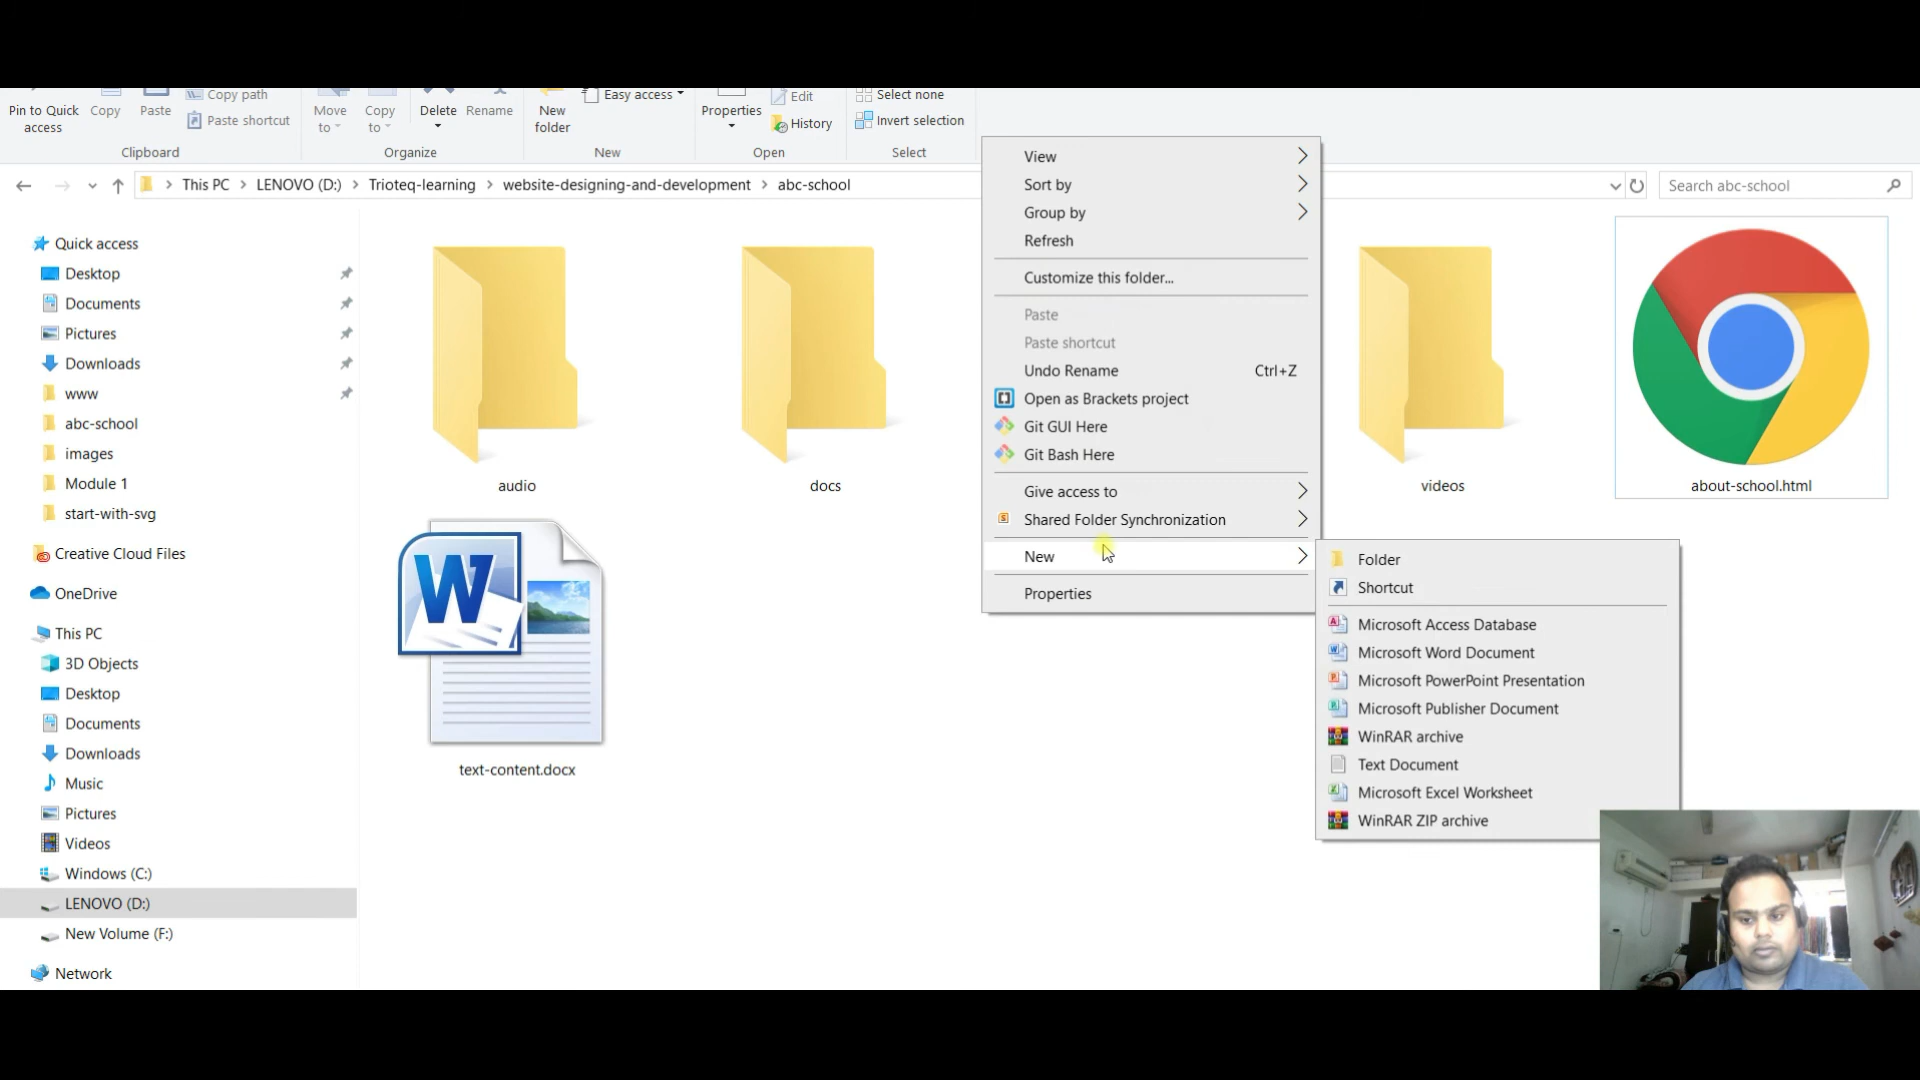 Pin to Quick access
Copy
Paste
Copy path
Paste shortcut
Move to
Copy to
Delete
Rename
New folder
Easy access
Properties
Edit
History
Select none
Invert selection
Clipboard
Organize
New
Open
Select
This PC > LENOVO (D:) > Trioteq-learning > website-designing-and-development > abc-school
Search abc-school
Quick access
Desktop
Documents
Pictures
Downloads
www
abc-school
images
Module 1
start-with-svg
Creative Cloud Files
OneDrive
This PC
3D Objects
Desktop
Documents
Downloads
Music
Pictures
Videos
Windows (C:)
LENOVO (D:)
New Volume (F:)
Network
audio
docs
videos
about-school.html
W
text-content.docx
View
Sort by
Group by
Refresh
Customize this folder...
Paste
Paste shortcut
Undo Rename Ctrl+Z
Open as Brackets project
Git GUI Here
Git Bash Here
Give access to
Shared Folder Synchronization
New
Properties
Folder
Shortcut
Microsoft Access Database
Microsoft Word Document
Microsoft PowerPoint Presentation
Microsoft Publisher Document
WinRAR archive
Text Document
Microsoft Excel Worksheet
WinRAR ZIP archive